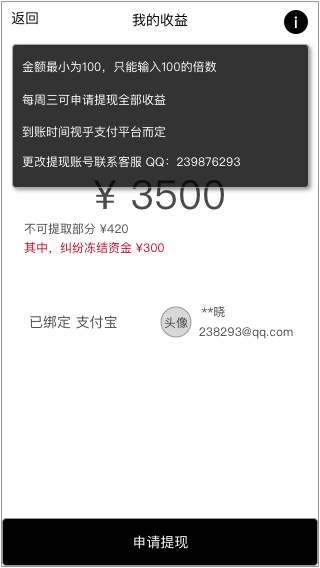 返回
我的收益
i
金额最小为100，只能输入100的倍数
每周三可申请提现全部收益
到账时间视乎支付平台而定
更改提现账号联系客服 QQ：239876293
¥ 3500
不可提取部分 ¥420
其中，纠纷冻结资金 ¥300
已绑定 支付宝
头像
**晓
238293@qq.com
申请提现